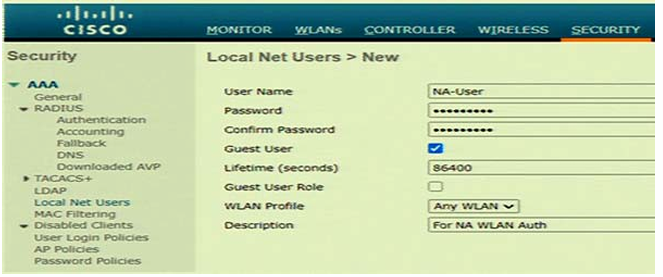 CISCO
MONITOR WLANs CONTROLLER WIRELESS SECURITY
Security
AAA
General
RADIUS
Authentication
Accounting
Fallback
DNS
Downloaded AVP
TACACS+
LDAP
Local Net Users
MAC Filtering
Disabled Clients
User Login Policies
AP Policies
Password Policies
Local Net Users > New
User Name NA-User
Password •••••••••
Confirm Password •••••••••
Guest User
Lifetime (seconds) 86400
Guest User Role
WLAN Profile Any WLAN
Description For NA WLAN Auth